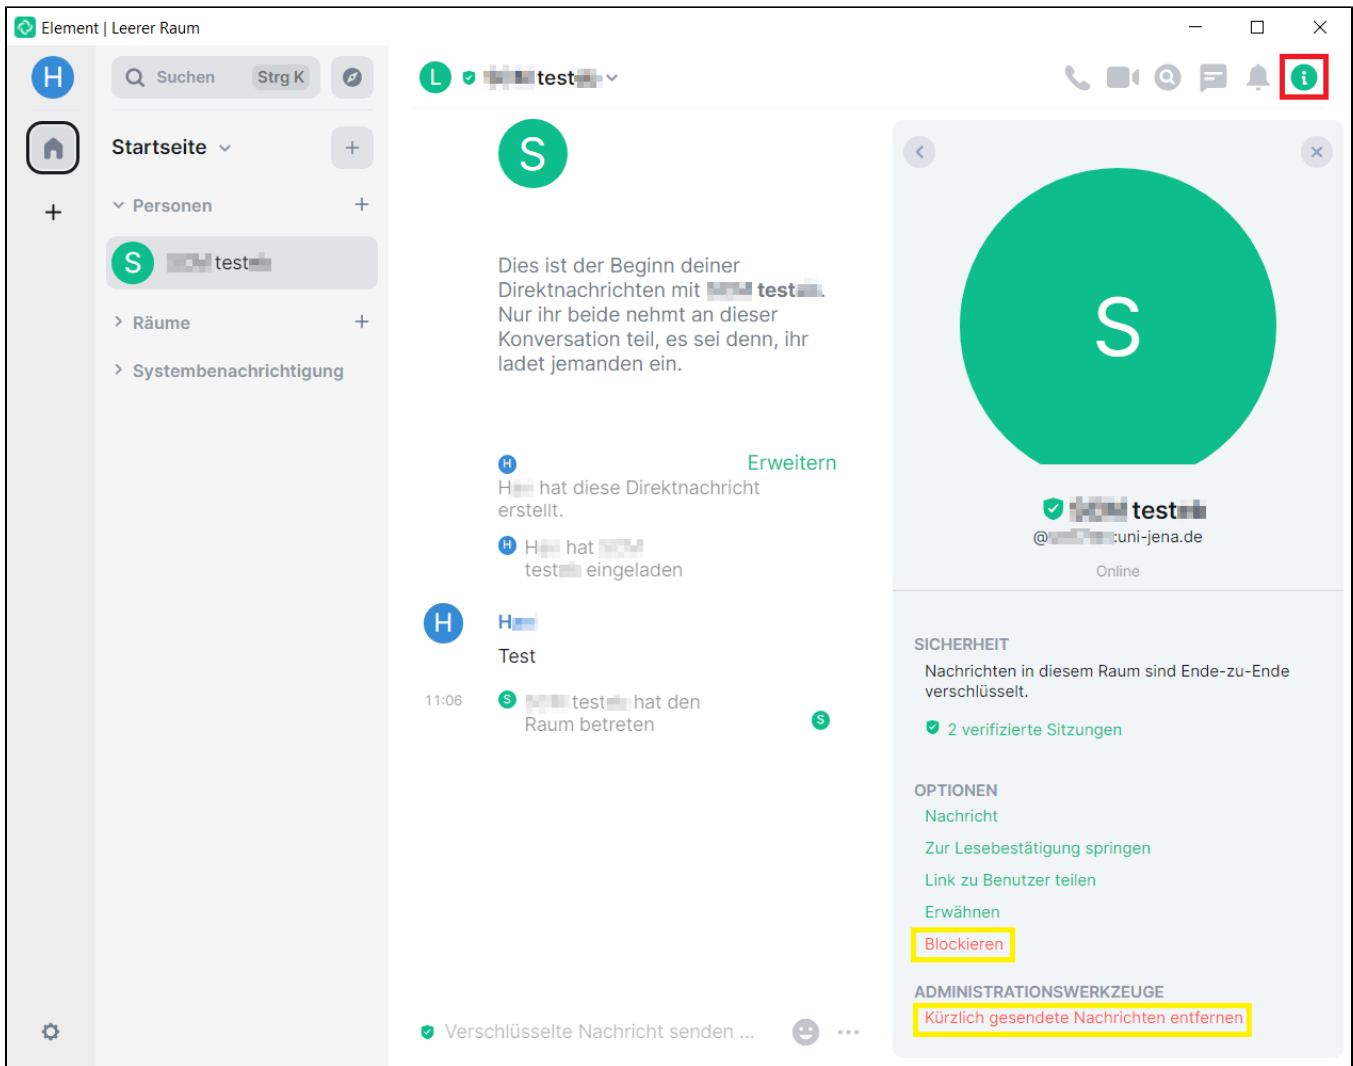 Element | Leerer Raum
H
Suchen Strg K
Startseite
Personen
S test
Räume
Systembenachrichtigung
L test
S
Dies ist der Beginn deiner
Direktnachrichten mit test .
Nur ihr beide nehmt an dieser
Konversation teil, es sei denn, ihr
ladet jemanden ein.
H Erweitern
H hat diese Direktnachricht
erstellt.
H H hat
test eingeladen
H H
Test
11:06 S test hat den
Raum betreten
S
Verschlüsselte Nachricht senden ...
S
test
@ :uni-jena.de
Online
SICHERHEIT
Nachrichten in diesem Raum sind Ende-zu-Ende
verschlüsselt.
2 verifizierte Sitzungen
OPTIONEN
Nachricht
Zur Lesebestätigung springen
Link zu Benutzer teilen
Erwähnen
Blockieren
ADMINISTRATIONSWERKZEUGE
Kürzlich gesendete Nachrichten entfernen